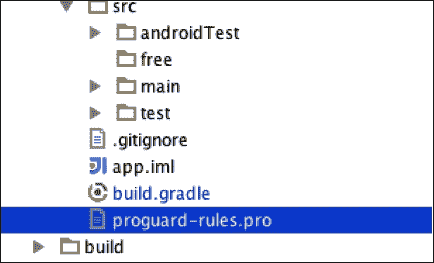 src
androidTest
free
main
test
.gitignore
app.iml
build.gradle
proguard-rules.pro
build